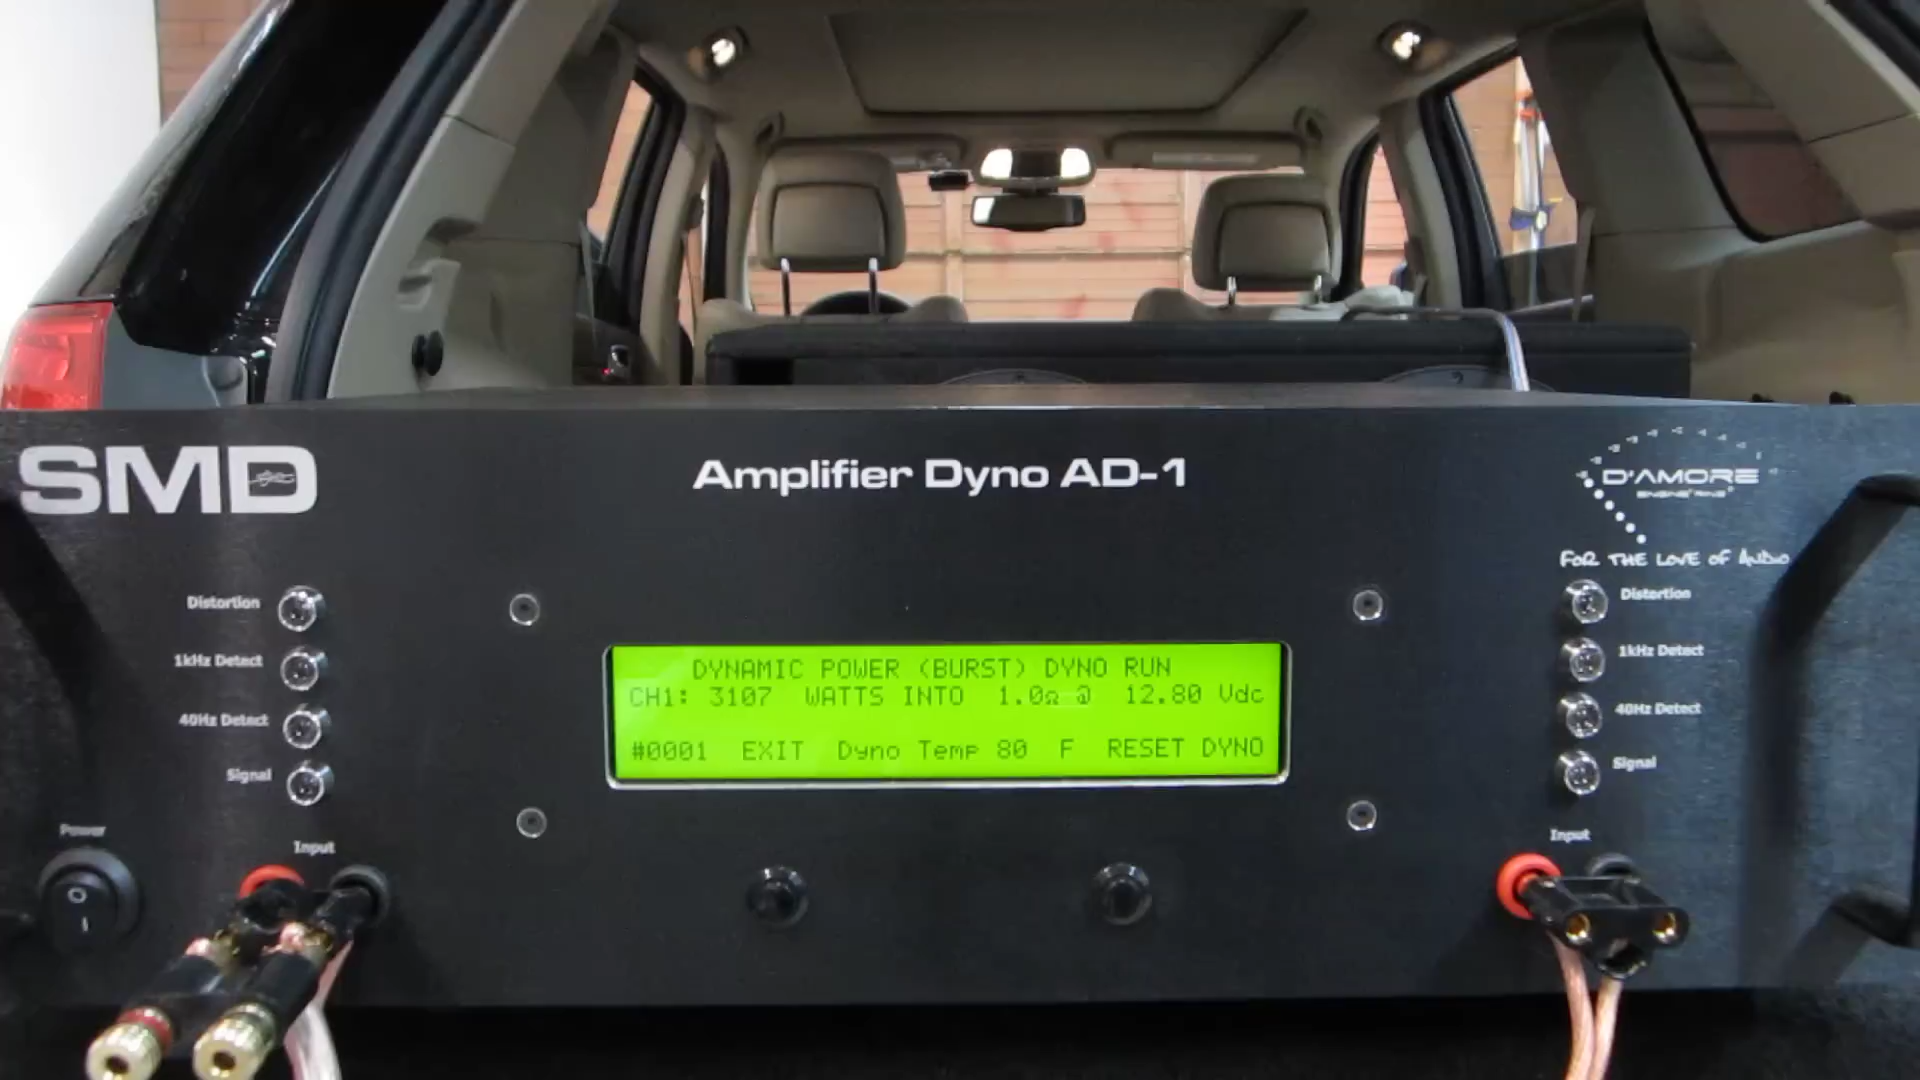 SMD
Amplifier Dyno AD-1
D'AMORE
ENGINEERING
FOR THE LOVE OF AUDIO
Distortion
1kHz Detect
40Hz Detect
Signal
Power
Input
O
I
DYNAMIC POWER (BURST) DYNO RUN
CH1: 3107 WATTS INTO 1.0Ω @ 12.80 Vdc
#0001 EXIT Dyno Temp 80 F RESET DYNO
Distortion
1kHz Detect
40Hz Detect
Signal
Input